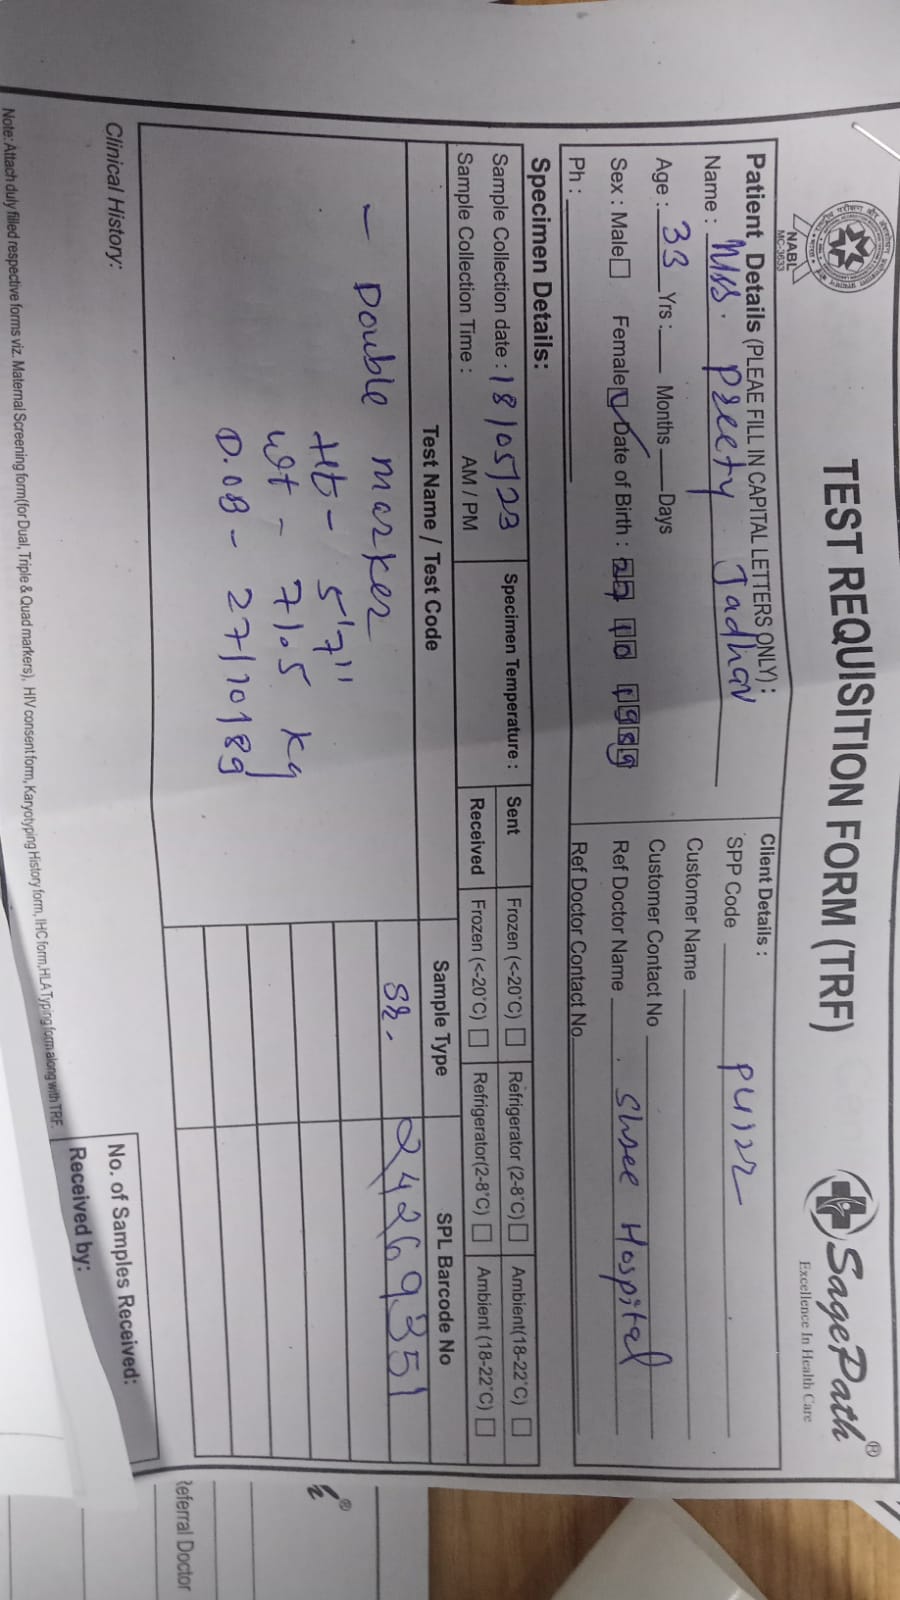 TEST REQUISITION FORM (TRF)
NABL
MC-3633
SagePath®
Excellence In Health Care
Patient Details (PLEAE FILL IN CAPITAL LETTERS ONLY) :
Name : Mrs. Preety Jadhav
Age : 33 Yrs : — Months — Days
Sex : Male Female Date of Birth : 27 10 1989
Ph :
Client Details :
SPP Code PU122
Customer Name
Customer Contact No
Ref Doctor Name Shree Hospital
Ref Doctor Contact No
Specimen Details:
Sample Collection date : 18/05/23
Sample Collection Time : AM / PM
Specimen Temperature :
Sent Frozen (<-20°C) Refrigerator (2-8°C) Ambient(18-22°C)
Received Frozen (<-20°C) Refrigerator(2-8°C) Ambient (18-22°C)
Test Name / Test Code Sample Type SPL Barcode No
– Double marker SR. 24269351
Ht - 5'7"
wt - 71.5 kg
D.OB - 27/10/89
Clinical History:
No. of Samples Received:
Received by:
Note: Attach duly filled respective forms viz. Maternal Screening form(for Dual, Triple & Quad markers), HIV consent form, Karyotyping History form, IHC form,HLA Typing form along with TRF.
Referral Doctor